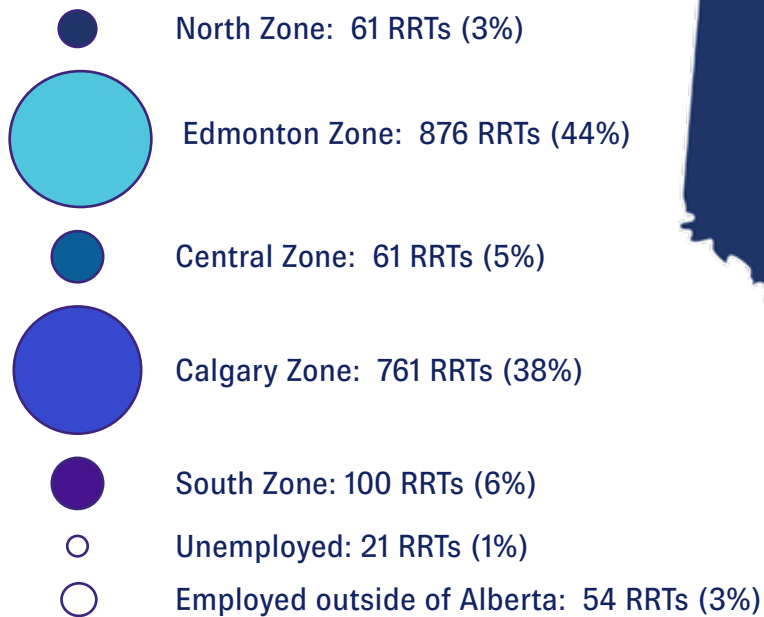 North Zone: 61 RRTs (3%)
Edmonton Zone: 876 RRTs (44%)
Central Zone: 61 RRTs (5%)
Calgary Zone: 761 RRTs (38%)
South Zone: 100 RRTs (6%)
Unemployed: 21 RRTs (1%)
Employed outside of Alberta: 54 RRTs (3%)